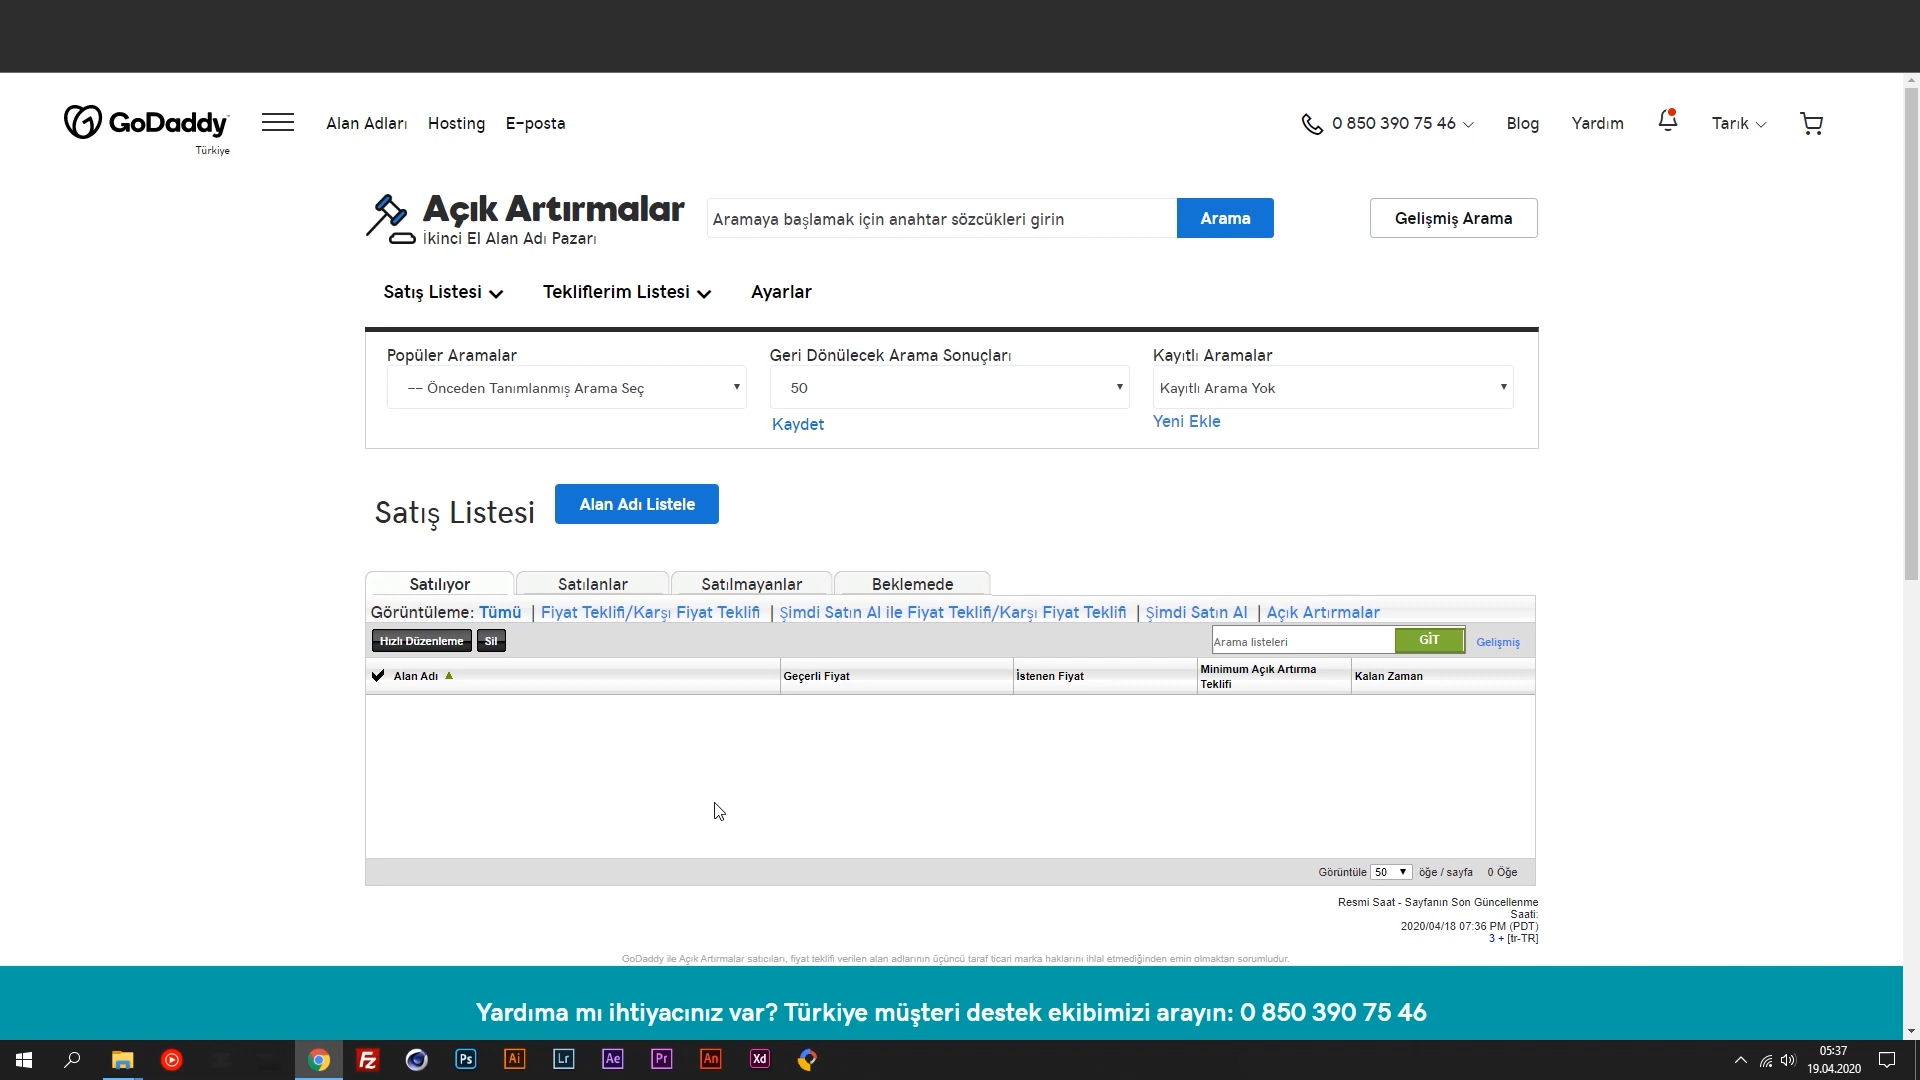 GoDaddy
Türkiye
Alan Adları Hosting E-posta
0 850 390 75 46 Blog Yardım Tarık
Açık Artırmalar
İkinci El Alan Adı Pazarı
Aramaya başlamak için anahtar sözcükleri girin Arama Gelişmiş Arama
Satış Listesi Tekliflerim Listesi Ayarlar
Popüler Aramalar Geri Dönülecek Arama Sonuçları Kayıtlı Aramalar
-- Önceden Tanımlanmış Arama Seç 50 Kayıtlı Arama Yok
Kaydet Yeni Ekle
Satış Listesi Alan Adı Listele
Satılıyor Satılanlar Satılmayanlar Beklemede
Görüntüleme: Tümü | Fiyat Teklifi/Karşı Fiyat Teklifi | Şimdi Satın Al ile Fiyat Teklifi/Karşı Fiyat Teklifi | Şimdi Satın Al | Açık Artırmalar
Hızlı Düzenleme Sil Arama listeleri GİT Gelişmiş
Alan Adı Geçerli Fiyat İstenen Fiyat Minimum Açık Artırma Teklifi Kalan Zaman
Görüntüle 50 öğe / sayfa 0 Öğe
Resmi Saat - Sayfanın Son Güncellenme
Saati:
2020/04/18 07:36 PM (PDT)
3 + [tr-TR]
GoDaddy ile Açık Artırmalar satıcıları, fiyat teklifi verilen alan adlarının üçüncü taraf ticari marka haklarını ihlal etmediğinden emin olmaktan sorumludur.
Yardıma mı ihtiyacınız var? Türkiye müşteri destek ekibimizi arayın: 0 850 390 75 46
Fz Ps Ai Lr Ae Pr An Xd
05:37
19.04.2020